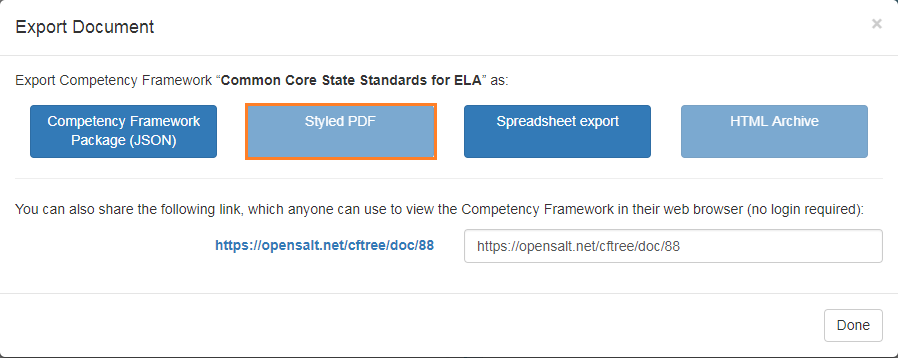 Export Document
×
Export Competency Framework “Common Core State Standards for ELA” as:
Competency Framework
Package (JSON)
Styled PDF
Spreadsheet export
HTML Archive
You can also share the following link, which anyone can use to view the Competency Framework in their web browser (no login required):
https://opensalt.net/cftree/doc/88
https://opensalt.net/cftree/doc/88
Done